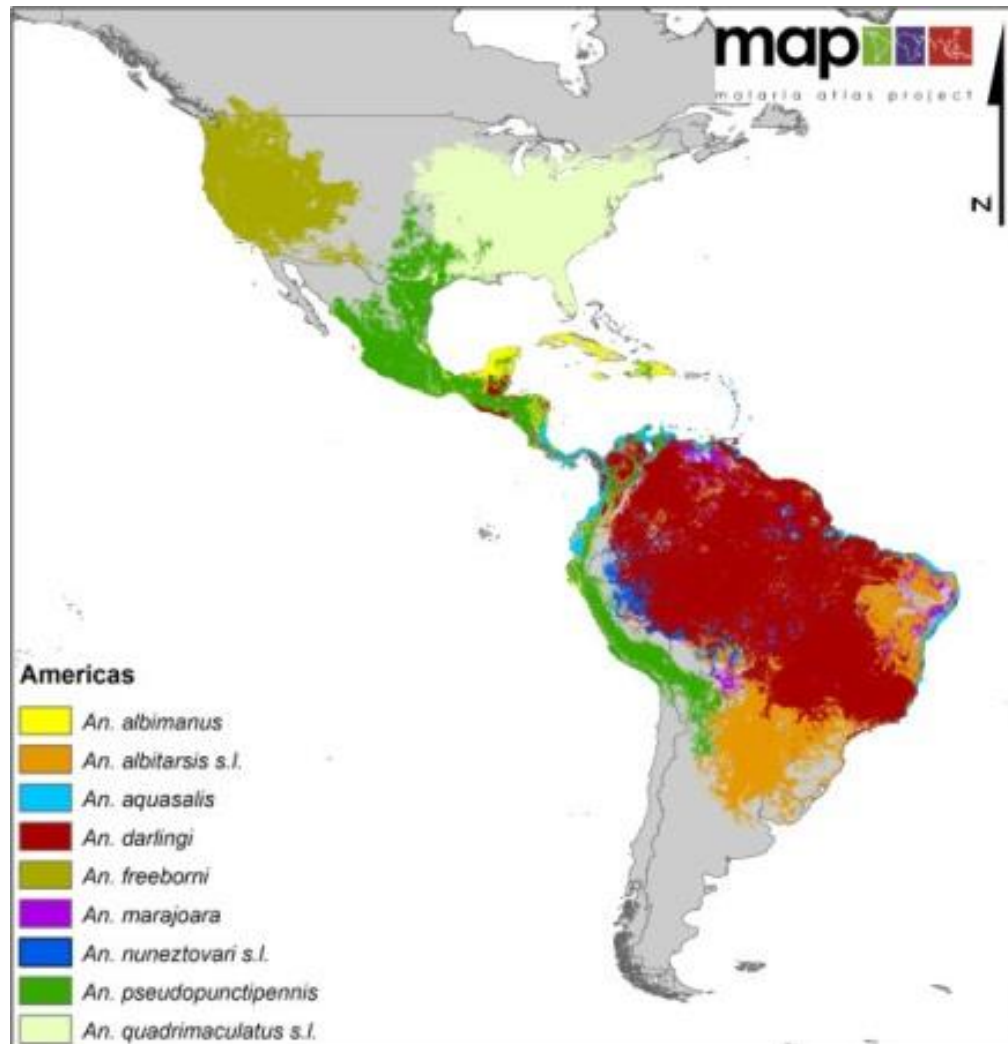 map
malaria atlas project
N
Americas
An. albimanus
An. albitarsis s.l.
An. aquasalis
An. darlingi
An. freeborni
An. marajoara
An. nuneztovari s.l.
An. pseudopunctipennis
An. quadrimaculatus s.l.